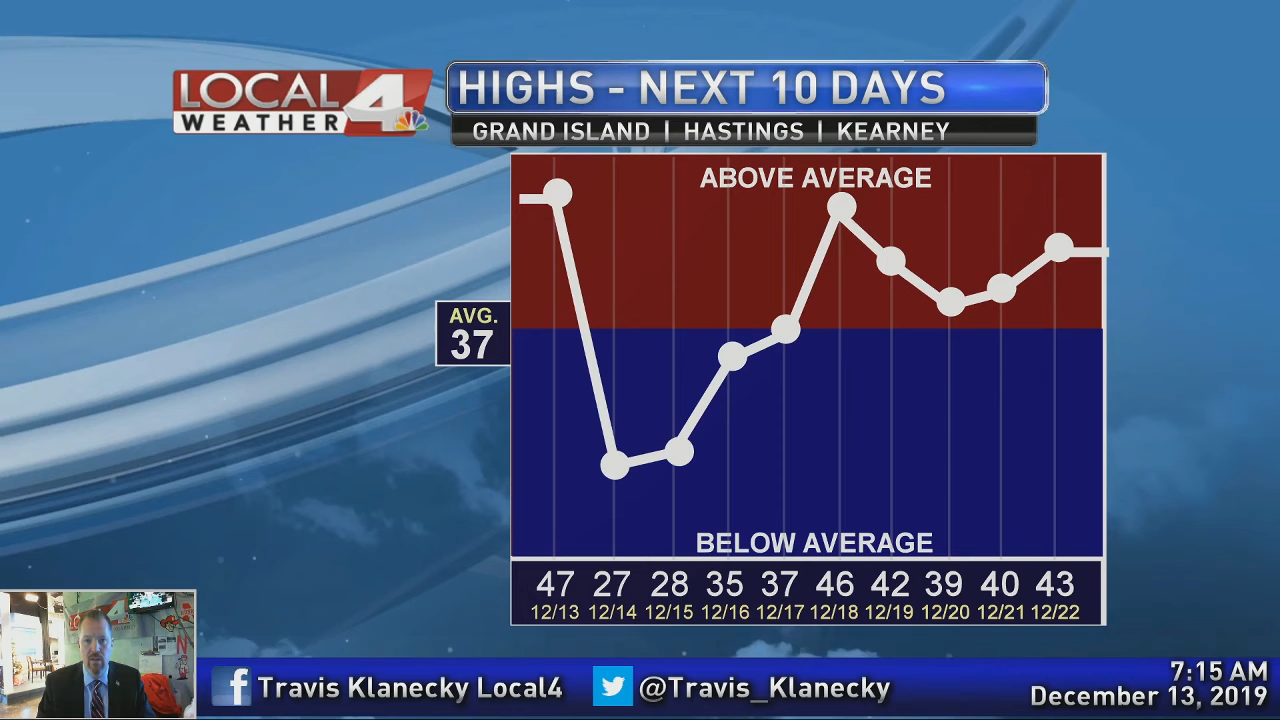 LOCAL 4
WEATHER
HIGHS - NEXT 10 DAYS
GRAND ISLAND | HASTINGS | KEARNEY
ABOVE AVERAGE
AVG.
37
BELOW AVERAGE
47 27 28 35 37 46 42 39 40 43
12/13 12/14 12/15 12/16 12/17 12/18 12/19 12/20 12/21 12/22
f Travis Klanecky Local4
@Travis_Klanecky
7:15 AM
December 13, 2019